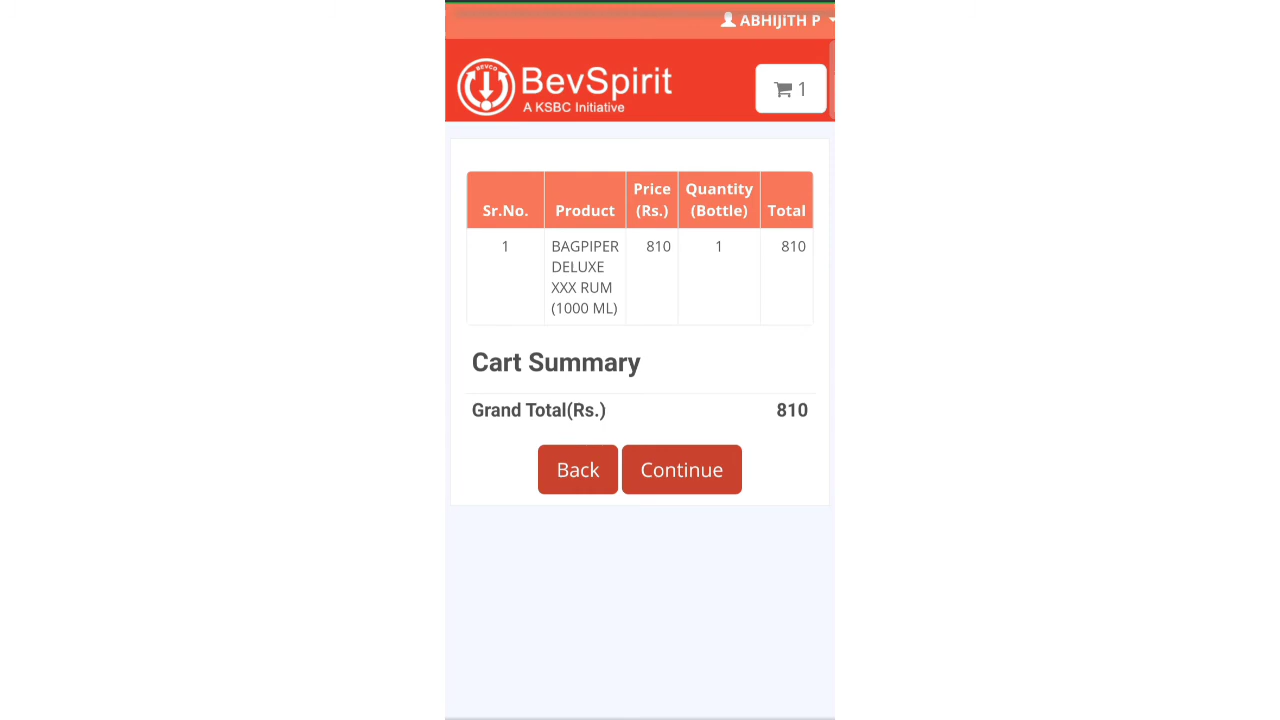 ABHIJiTH P
BEVCO
BevSpirit
A KSBC Initiative
1
Sr.No. Product Price (Rs.) Quantity (Bottle) Total
1 BAGPIPER DELUXE XXX RUM (1000 ML) 810 1 810
Cart Summary
Grand Total(Rs.) 810
Back Continue